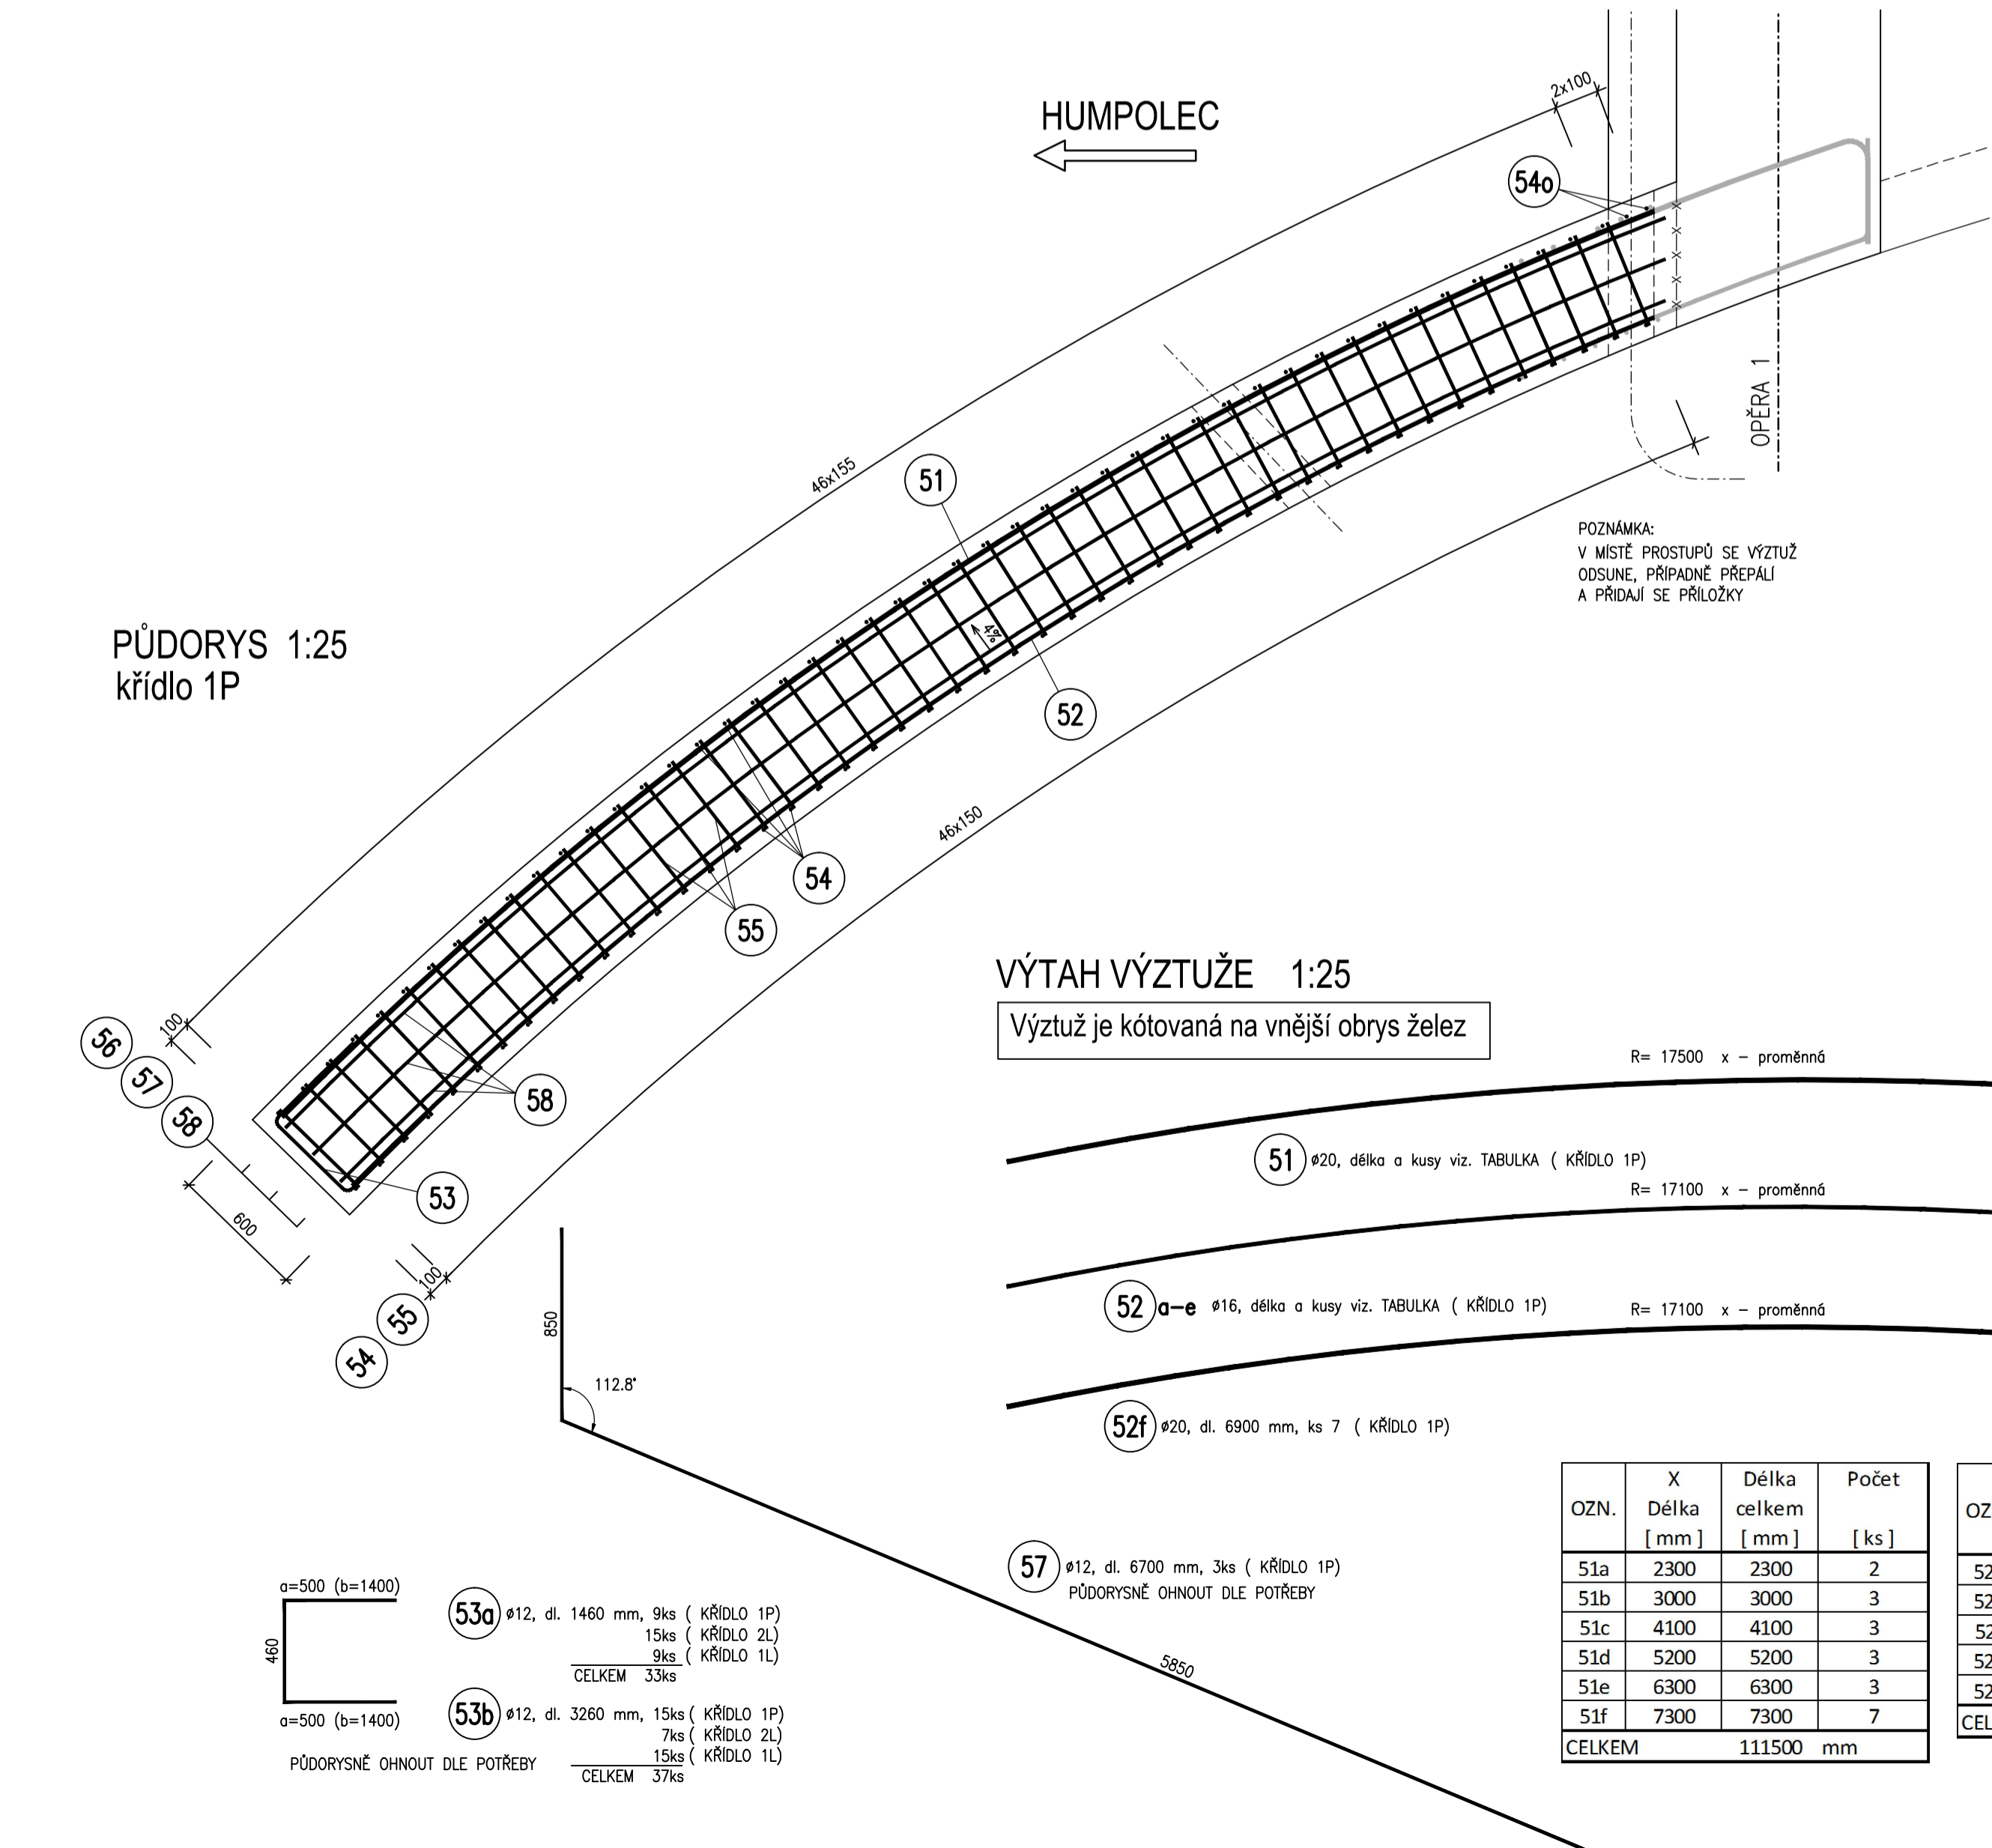 2x100
HUMPOLEC
54o
46x155
51
OPĚRA 1
POZNÁMKA:
V MÍSTĚ PROSTUPŮ SE VÝZTUŽ
ODSUNE, PŘÍPADNĚ PŘEPÁLÍ
A PŘIDAJÍ SE PŘÍLOŽKY
PŮDORYS 1:25
křídlo 1P
4%
52
46x150
54
55
VÝTAH VÝZTUŽE 1:25
Výztuž je kótovaná na vnější obrys želez
100
56
57
58
58
53
600
100
55
54
R= 17500 x - proměnná
51 ø20, délka a kusy viz. TABULKA ( KŘÍDLO 1P)
R= 17100 x - proměnná
52 a-e ø16, délka a kusy viz. TABULKA ( KŘÍDLO 1P)
R= 17100 x - proměnná
52f ø20, dl. 6900 mm, ks 7 ( KŘÍDLO 1P)
850
112.8°
57 ø12, dl. 6700 mm, 3ks ( KŘÍDLO 1P)
PŮDORYSNĚ OHNOUT DLE POTŘEBY
5850
a=500 (b=1400)
460
a=500 (b=1400)
53a ø12, dl. 1460 mm, 9ks ( KŘÍDLO 1P)
15ks ( KŘÍDLO 2L)
9ks ( KŘÍDLO 1L)
CELKEM 33ks
53b ø12, dl. 3260 mm, 15ks ( KŘÍDLO 1P)
7ks ( KŘÍDLO 2L)
15ks ( KŘÍDLO 1L)
CELKEM 37ks
PŮDORYSNĚ OHNOUT DLE POTŘEBY
X Délka Počet
OZN. Délka celkem
[ mm ] [ mm ] [ ks ]
51a 2300 2300 2
51b 3000 3000 3
51c 4100 4100 3
51d 5200 5200 3
51e 6300 6300 3
51f 7300 7300 7
CELKEM 111500 mm
OZ
52
52
52
52
52
CEL